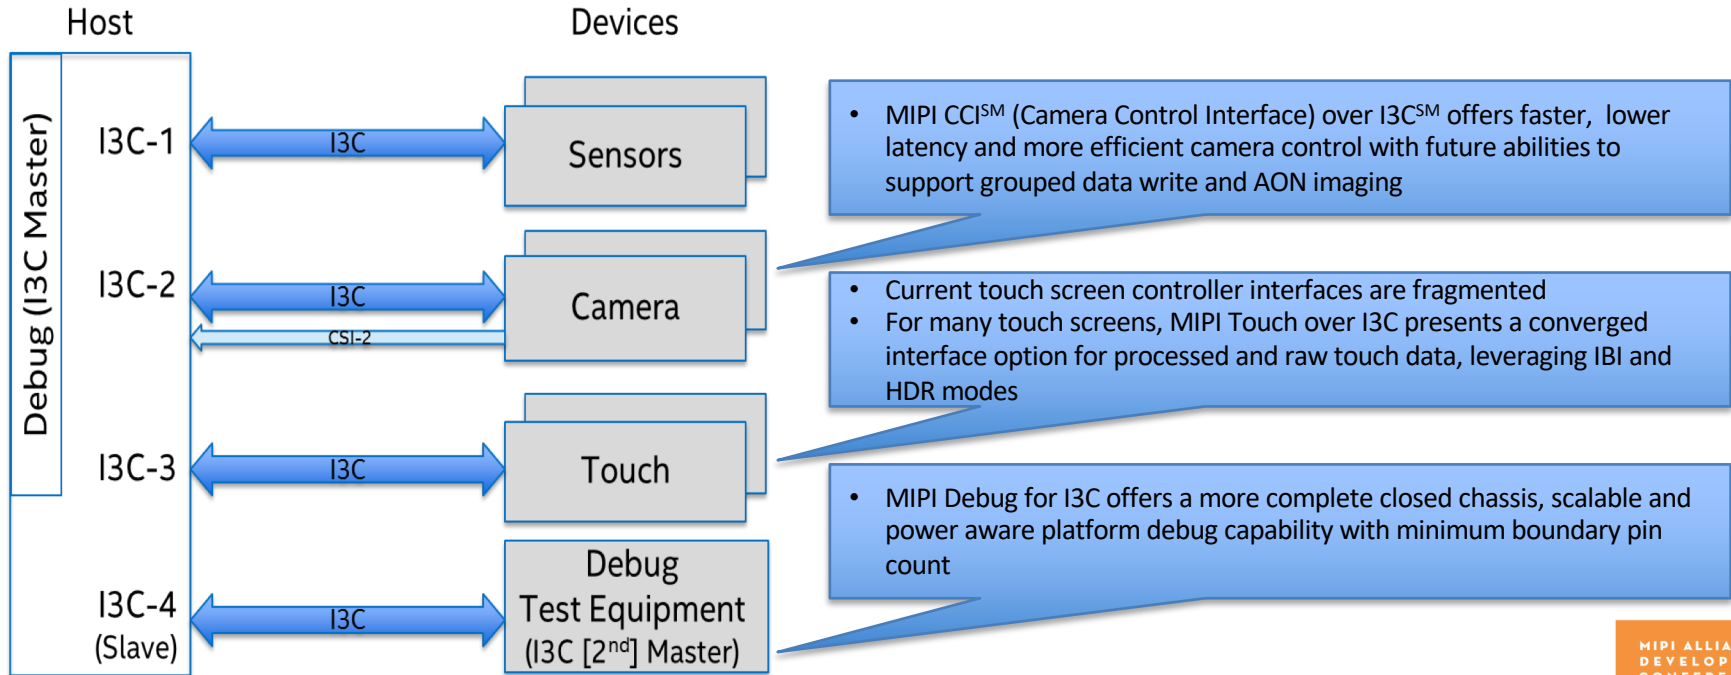 Host
Devices
Debug (I3C Master)
I3C-1
I3C
Sensors
• MIPI CCI℠ (Camera Control Interface) over I3C℠ offers faster, lower
latency and more efficient camera control with future abilities to
support grouped data write and AON imaging
I3C-2
I3C
Camera
CSI-2
• Current touch screen controller interfaces are fragmented
• For many touch screens, MIPI Touch over I3C presents a converged
interface option for processed and raw touch data, leveraging IBI and
HDR modes
I3C-3
I3C
Touch
• MIPI Debug for I3C offers a more complete closed chassis, scalable and
power aware platform debug capability with minimum boundary pin
count
I3C-4
(Slave)
I3C
Debug
Test Equipment
(I3C [2nd] Master)
MIPI ALLIA
DEVELOP